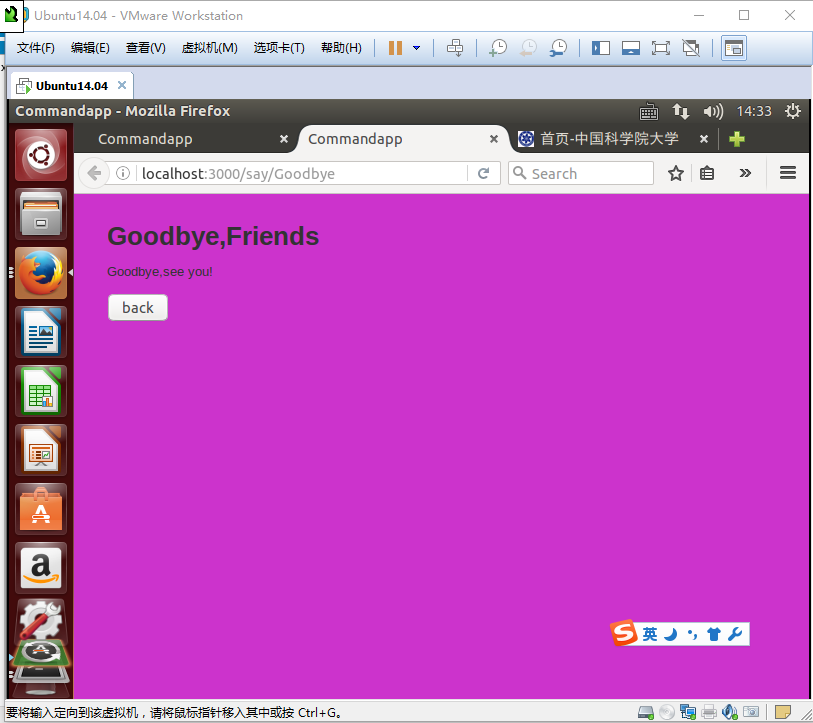 Ubuntu14.04 - VMware Workstation
文件(F) 编辑(E) 查看(V) 虚拟机(M) 选项卡(T) 帮助(H)
Ubuntu14.04
Commandapp - Mozilla Firefox 14:33
Commandapp Commandapp 首页-中国科学院大学
localhost:3000/say/Goodbye Search
Goodbye,Friends
Goodbye,see you!
back
英
要将输入定向到该虚拟机，请将鼠标指针移入其中或按 Ctrl+G。